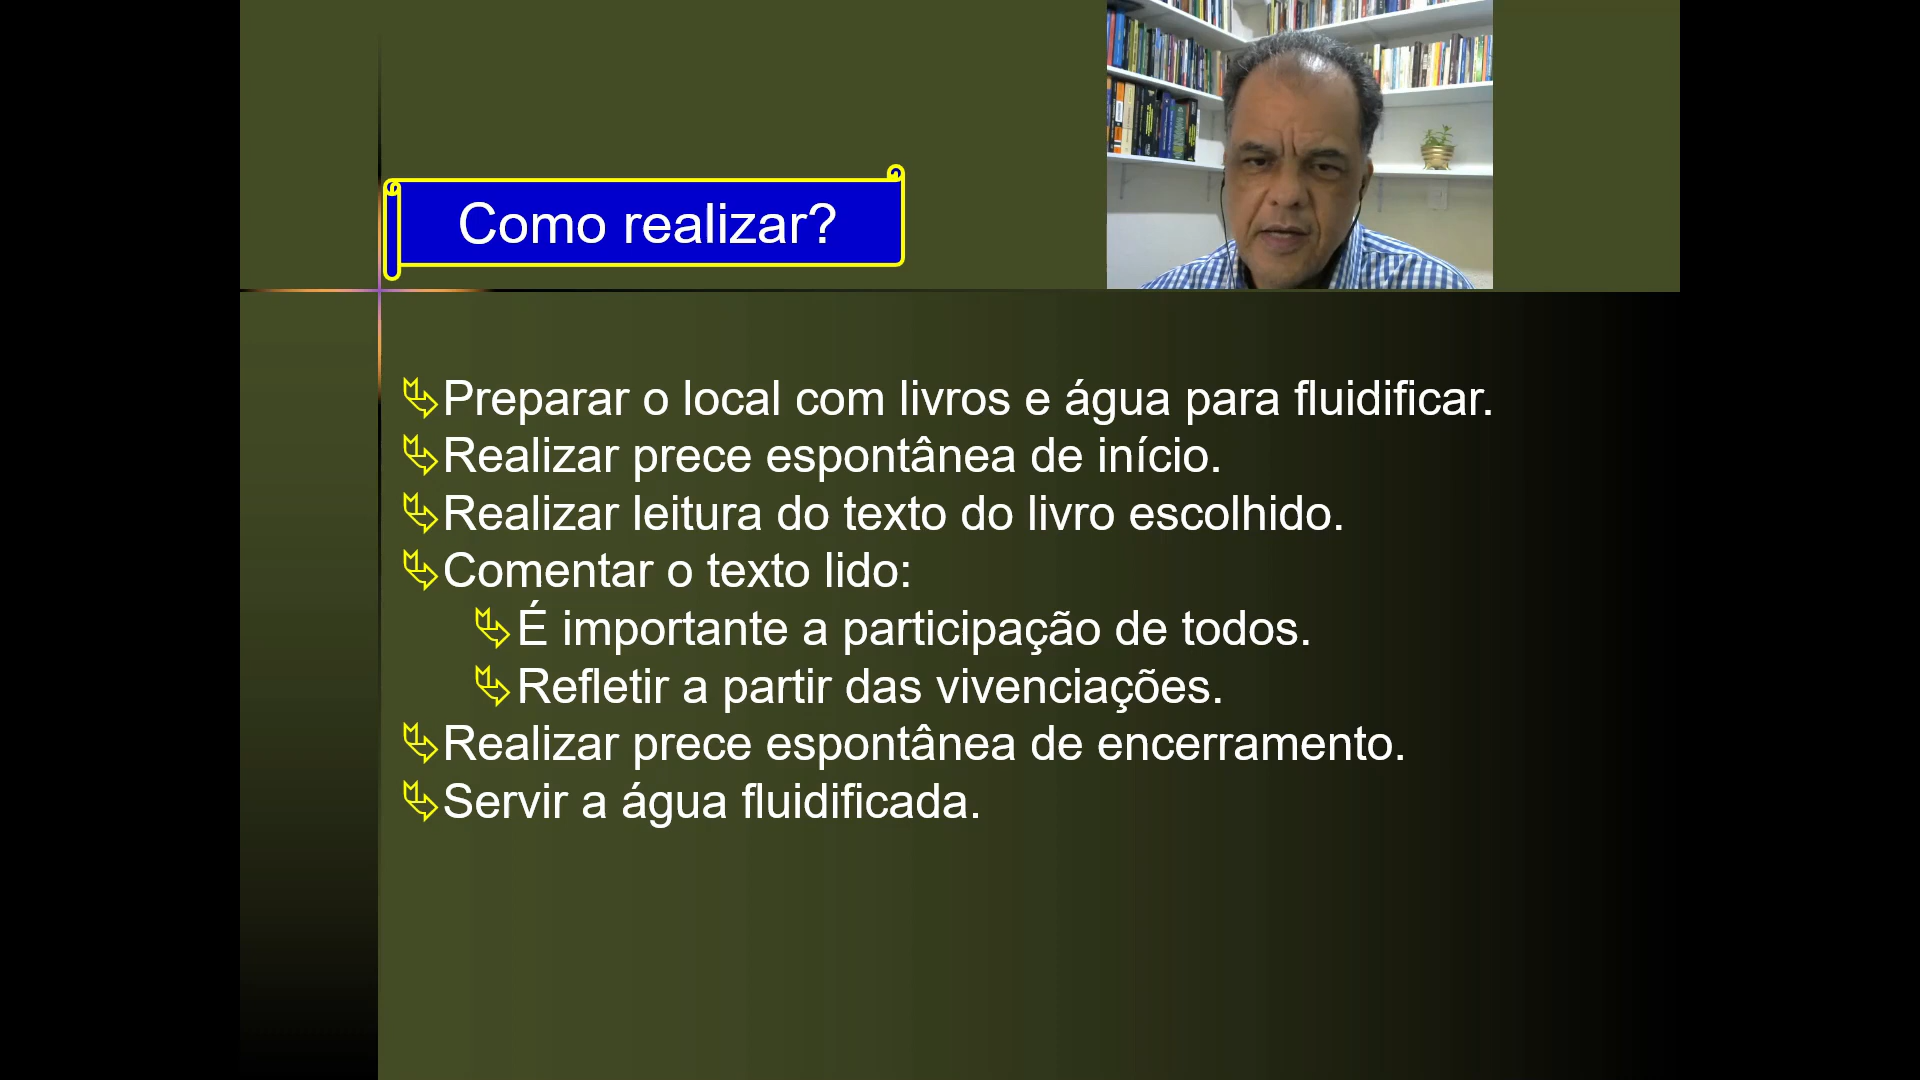 Como realizar?
Preparar o local com livros e água para fluidificar.
Realizar prece espontânea de início.
Realizar leitura do texto do livro escolhido.
Comentar o texto lido:
É importante a participação de todos.
Refletir a partir das vivenciações.
Realizar prece espontânea de encerramento.
Servir a água fluidificada.